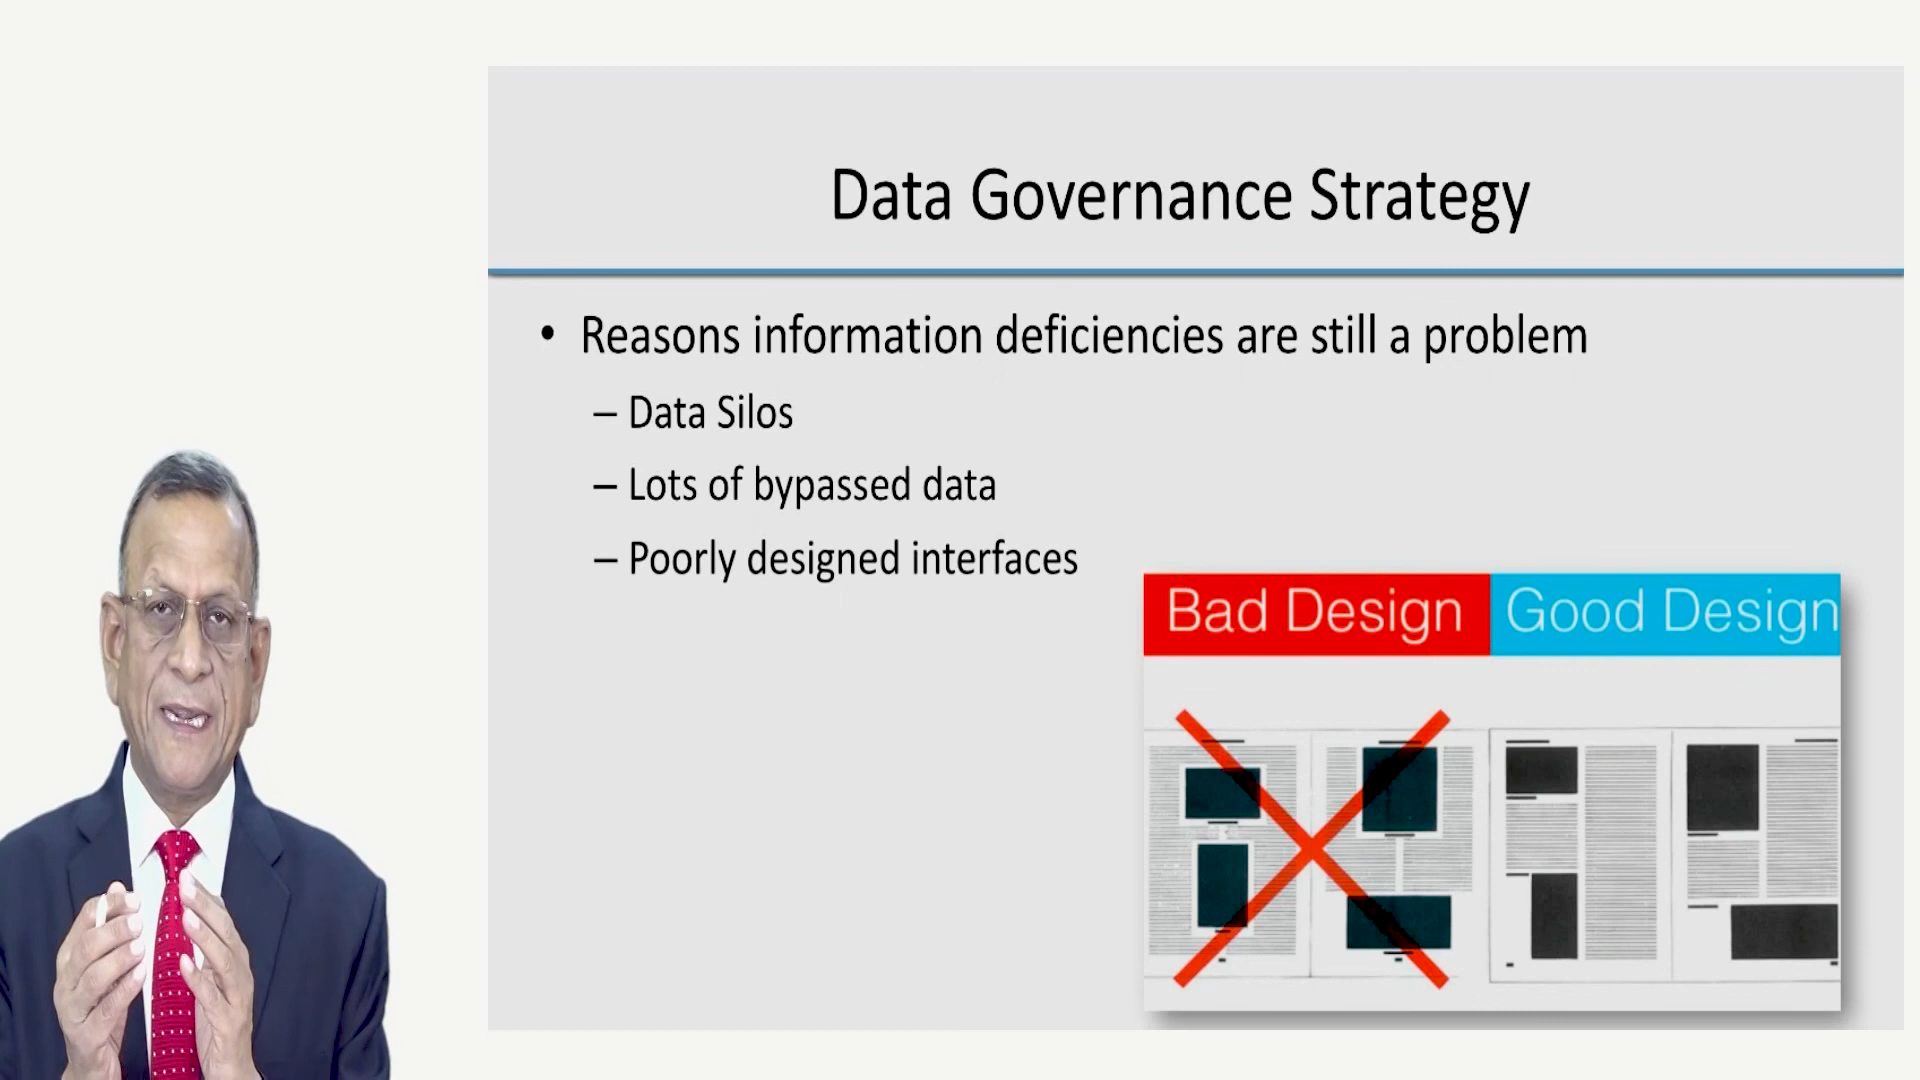 Data Governance Strategy
• Reasons information deficiencies are still a problem
– Data Silos
– Lots of bypassed data
– Poorly designed interfaces
Bad Design
Good Design